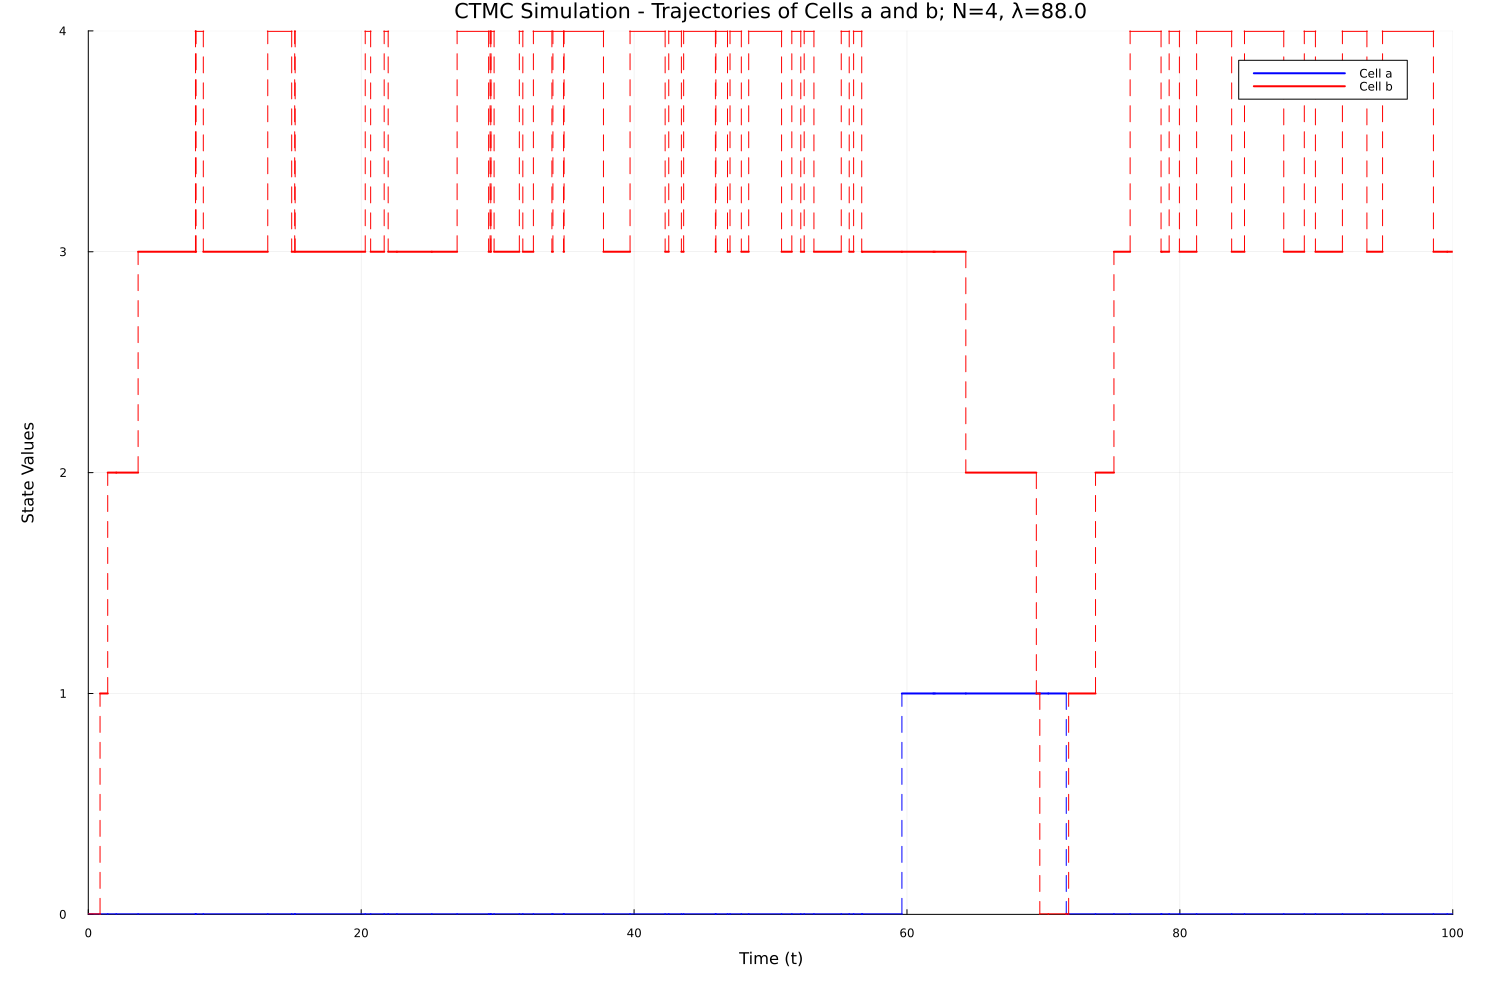 CTMC Simulation - Trajectories of Cells a and b; N=4, λ=88.0
4
Cell a
Cell b
3
State Values
2
1
0
0 20 40 60 80 100
Time (t)